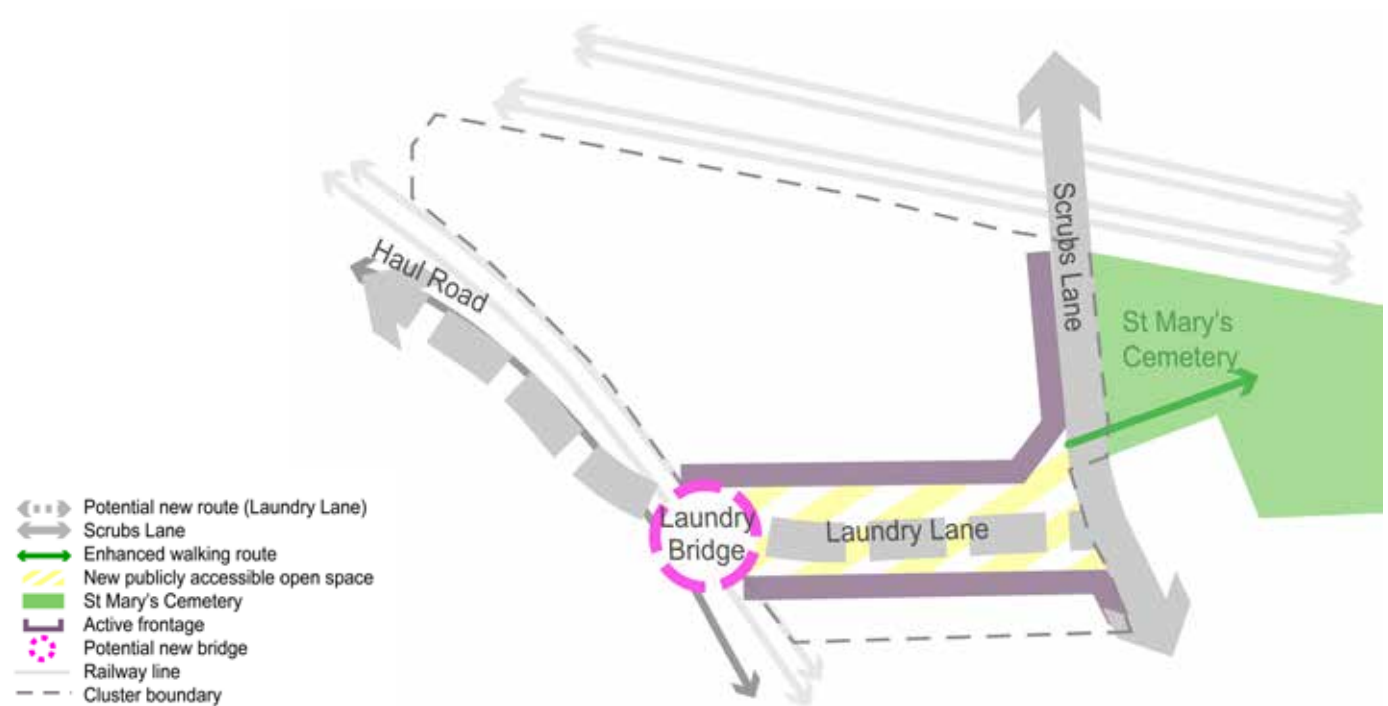 Scrubs Lane
Haul Road
St Mary's
Cemetery
Laundry
Bridge
Laundry Lane
Potential new route (Laundry Lane)
Scrubs Lane
Enhanced walking route
New publicly accessible open space
St Mary's Cemetery
Active frontage
Potential new bridge
Railway line
Cluster boundary